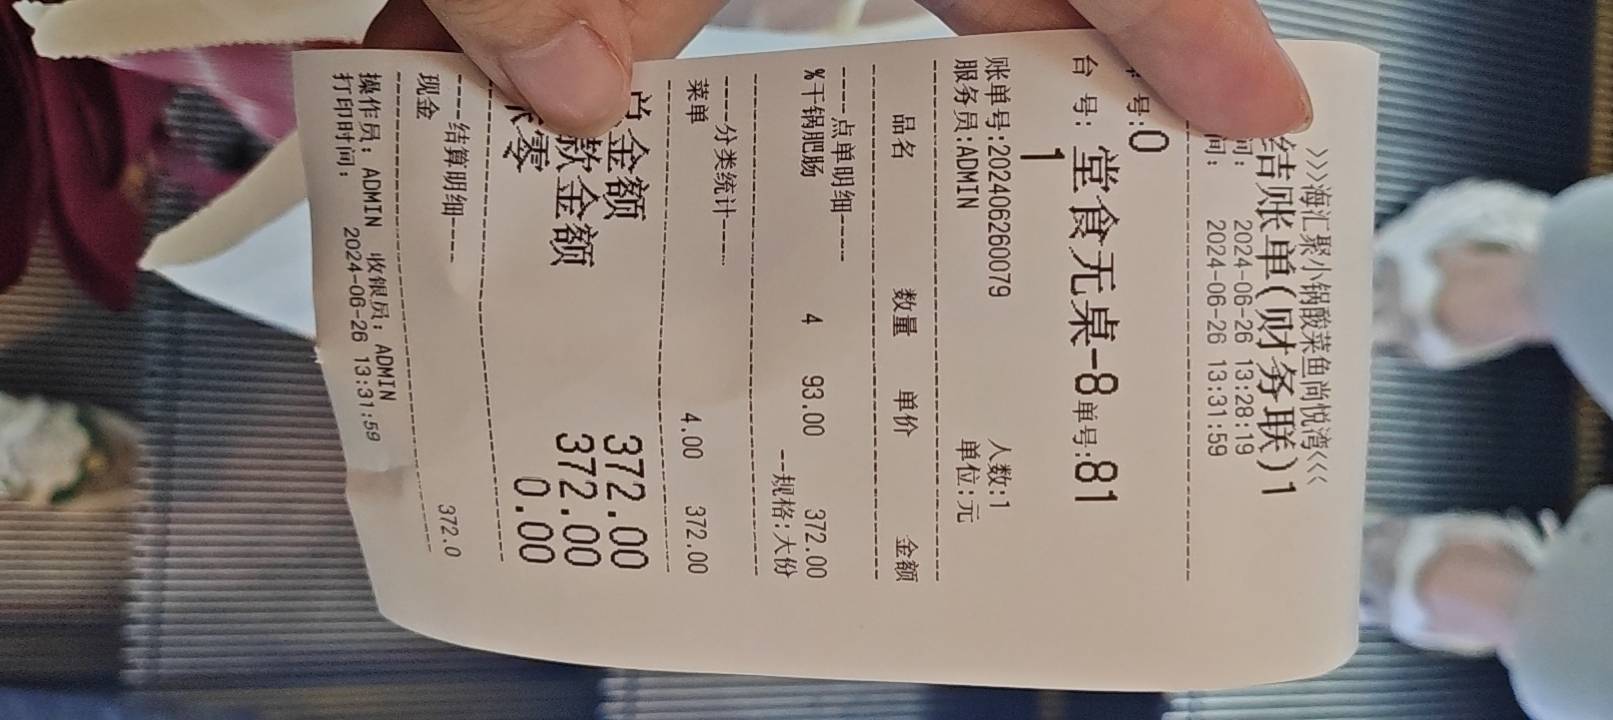 >>>海汇聚小锅酸菜鱼尚悦湾<<<
结账单(财务联)1
间: 2024-06-26 13:28:19
间: 2024-06-26 13:31:59
号:0
台 号: 堂食无桌-8单号:81
1
账单号:202406260079 人数:1
服务员:ADMIN 单位:元
品名 数量 单价 金额
----点单明细----
%干锅肥肠 4 93.00 372.00
--规格:大份
----分类统计----
菜单 4.00 372.00
金额 372.00
款金额 372.00
零 0.00
----结算明细----
现金 372.0
操作员: ADMIN 收银员: ADMIN
打印时间: 2024-06-26 13:31:59